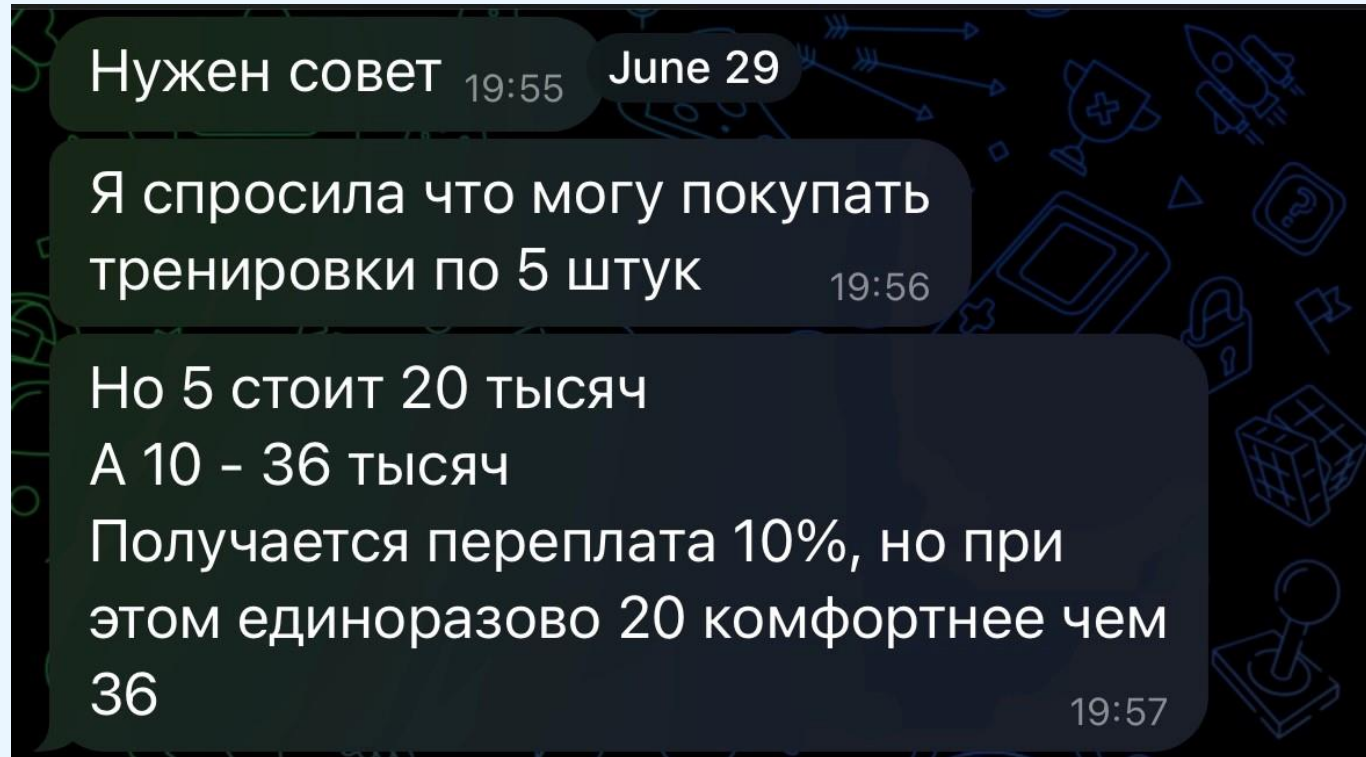 Нужен совет 19:55
June 29
Я спросила что могу покупать
тренировки по 5 штук 19:56
Но 5 стоит 20 тысяч
А 10 - 36 тысяч
Получается переплата 10%, но при
этом единоразово 20 комфортнее чем
36 19:57